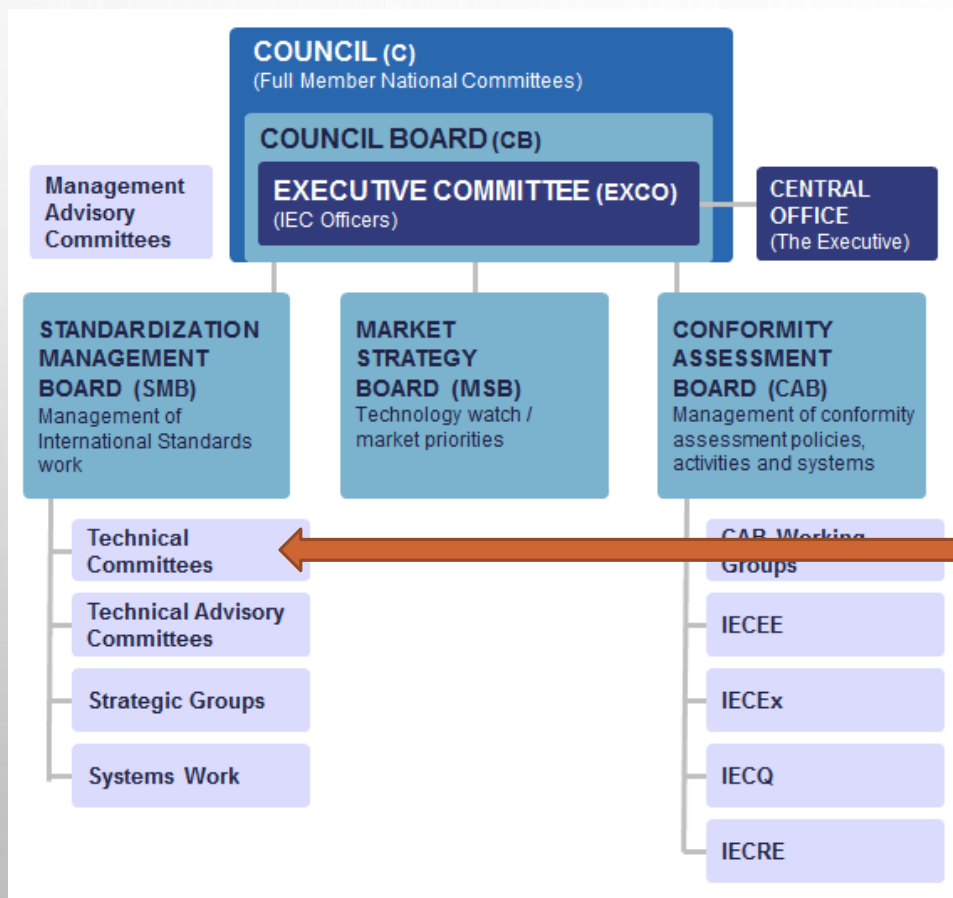 COUNCIL (C)
(Full Member National Committees)
COUNCIL BOARD (CB)
EXECUTIVE COMMITTEE (EXCO)
(IEC Officers)
Management
Advisory
Committees
CENTRAL
OFFICE
(The Executive)
STANDARDIZATION
MANAGEMENT
BOARD (SMB)
Management of
International Standards
work
MARKET
STRATEGY
BOARD (MSB)
Technology watch /
market priorities
CONFORMITY
ASSESSMENT
BOARD (CAB)
Management of conformity
assessment policies,
activities and systems
Technical
Committees
Technical Advisory
Committees
Strategic Groups
Systems Work
CAB Working
Groups
IECEE
IECEx
IECQ
IECRE